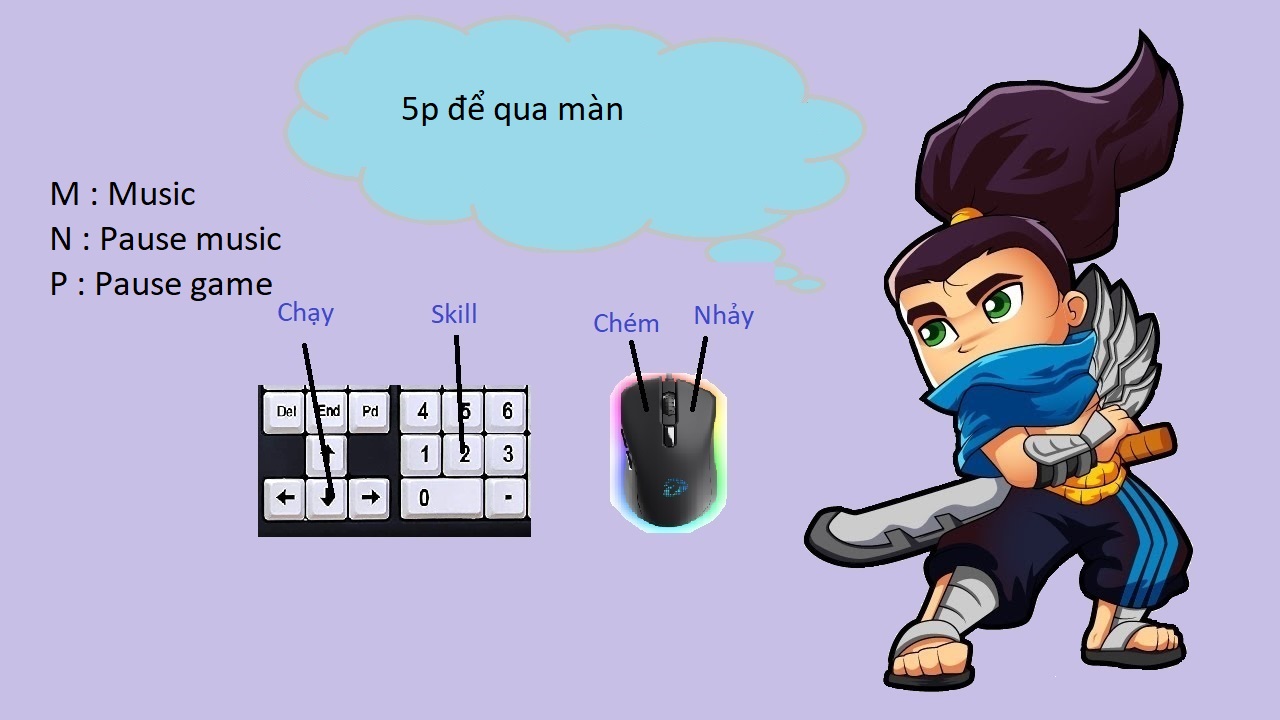 5p để qua màn
M : Music
N : Pause music
P : Pause game
Chạy
Skill
Chém
Nhảy
Del End Pd 4 5 6
1 2 3
0 -